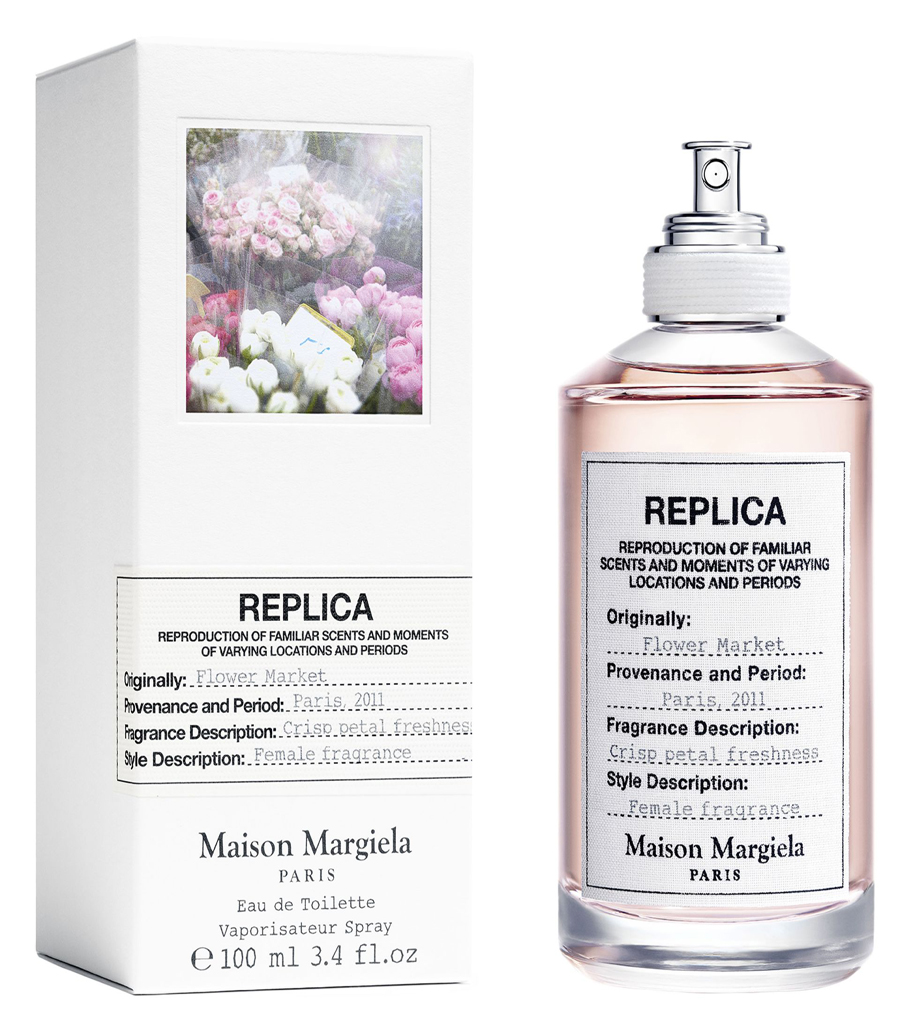 REPLICA
REPRODUCTION OF FAMILIAR SCENTS AND MOMENTS
OF VARYING LOCATIONS AND PERIODS
Originally: Flower Market
Provenance and Period: Paris, 2011
Fragrance Description: Crisp petal freshness
Style Description: Female fragrance
Maison Margiela
PARIS
Eau de Toilette
Vaporisateur Spray
℮ 100 ml 3.4 fl.oz
REPLICA
REPRODUCTION OF FAMILIAR
SCENTS AND MOMENTS OF VARYING
LOCATIONS AND PERIODS
Originally:
Flower Market
Provenance and Period:
Paris, 2011
Fragrance Description:
Crisp petal freshness
Style Description:
Female fragrance
Maison Margiela
PARIS